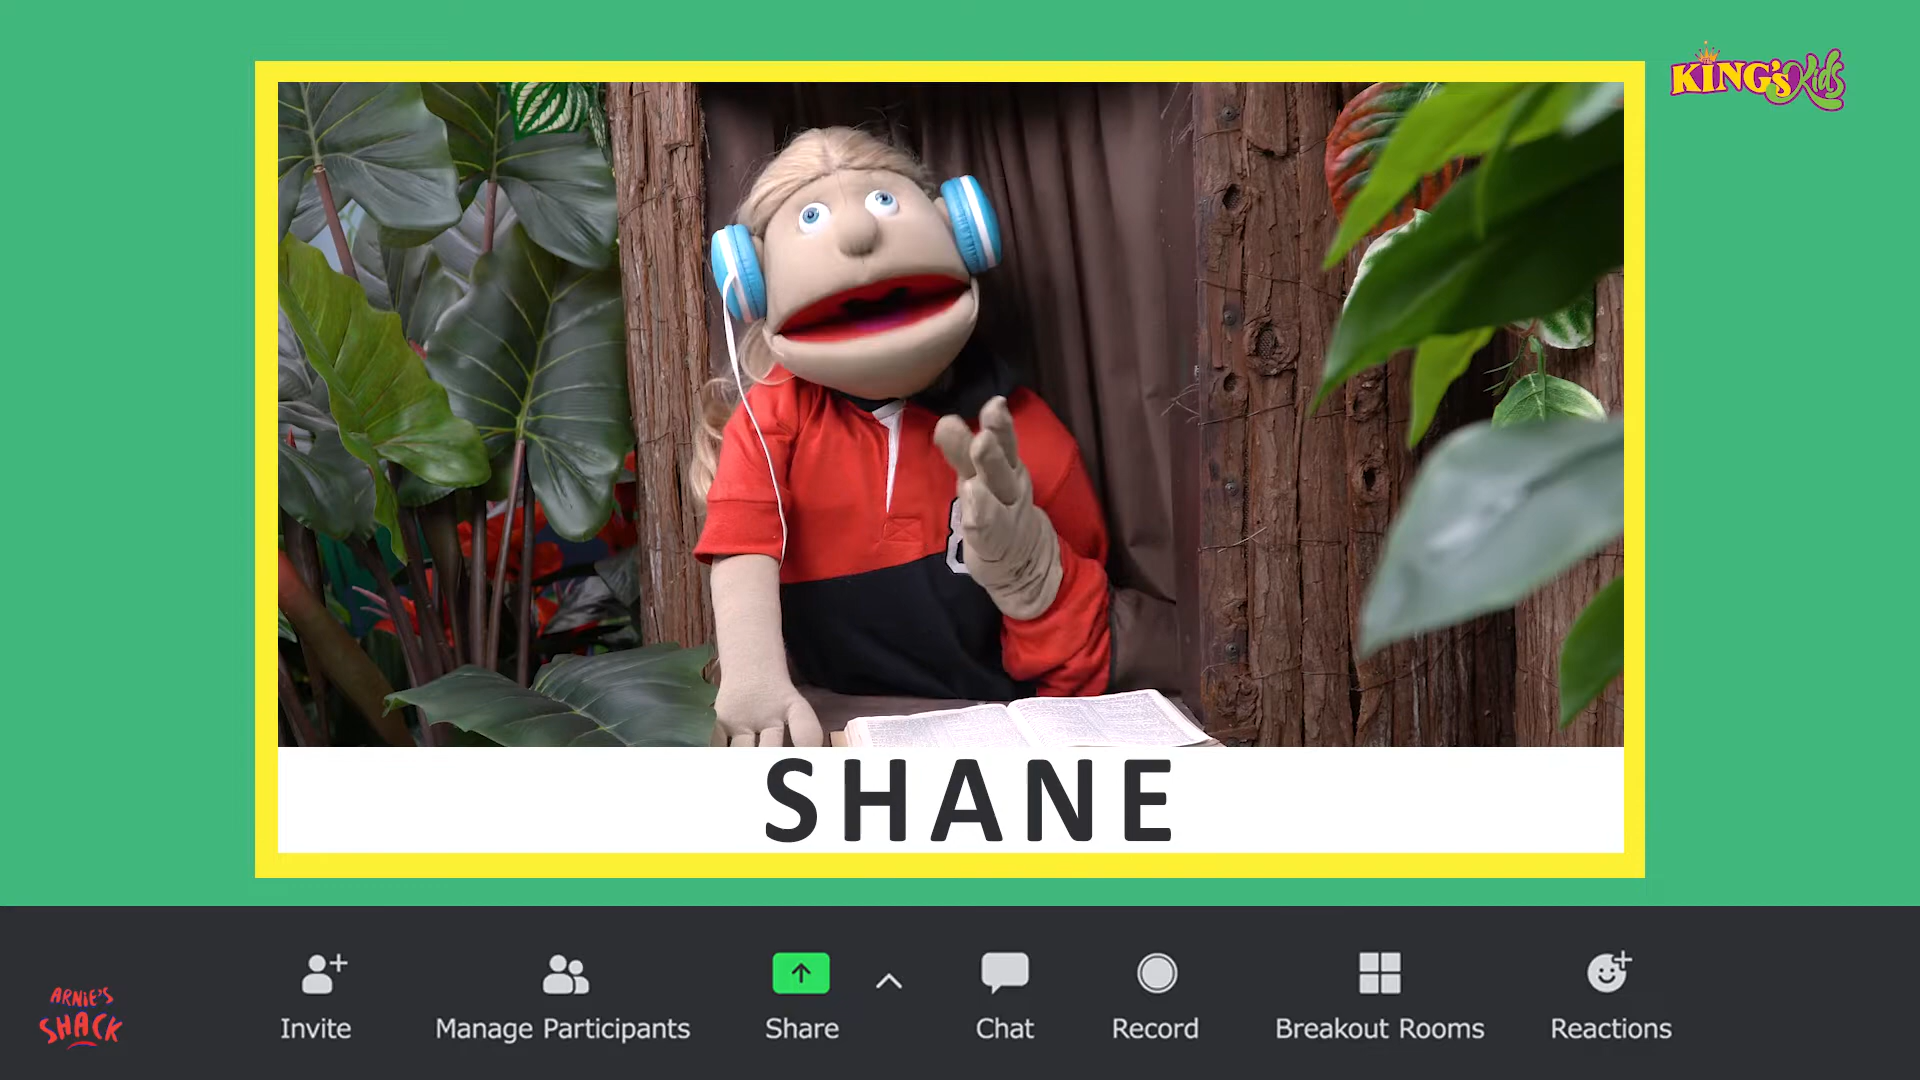 KING'S Kids
SHANE
ARNIE'S
SHACK
Invite
Manage Participants
Share
Chat
Record
Breakout Rooms
Reactions